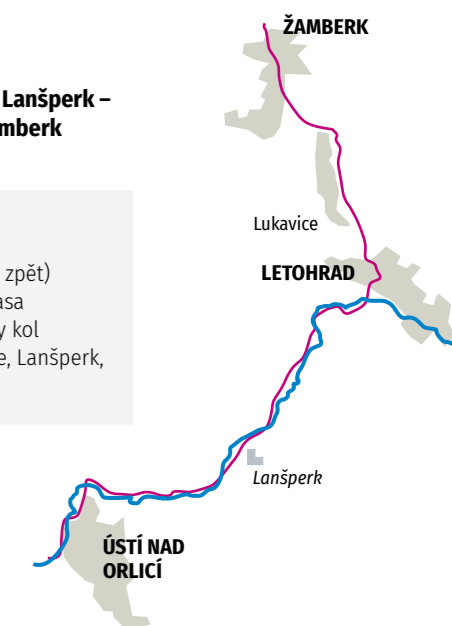 Lanšperk –
mberk
zpět)
asa
y kol
e, Lanšperk,
ŽAMBERK
Lukavice
LETOHRAD
Lanšperk
ÚSTÍ NAD
ORLICÍ